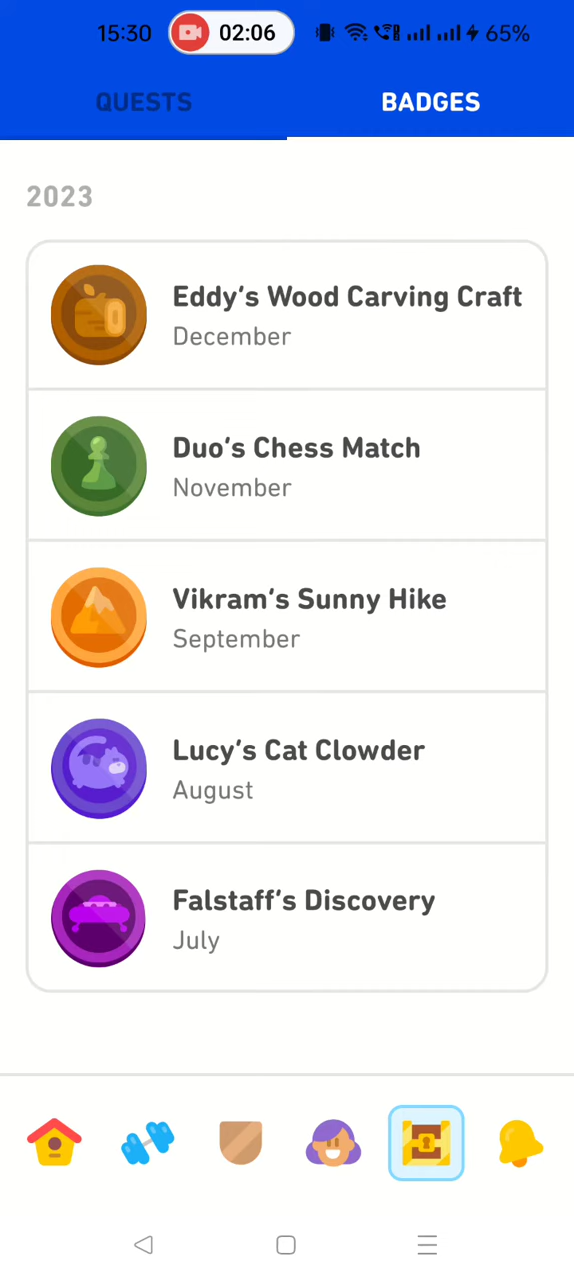 15:30 02:06 65%
QUESTS BADGES
2023
Eddy’s Wood Carving Craft
December
Duo’s Chess Match
November
Vikram’s Sunny Hike
September
Lucy’s Cat Clowder
August
Falstaff’s Discovery
July